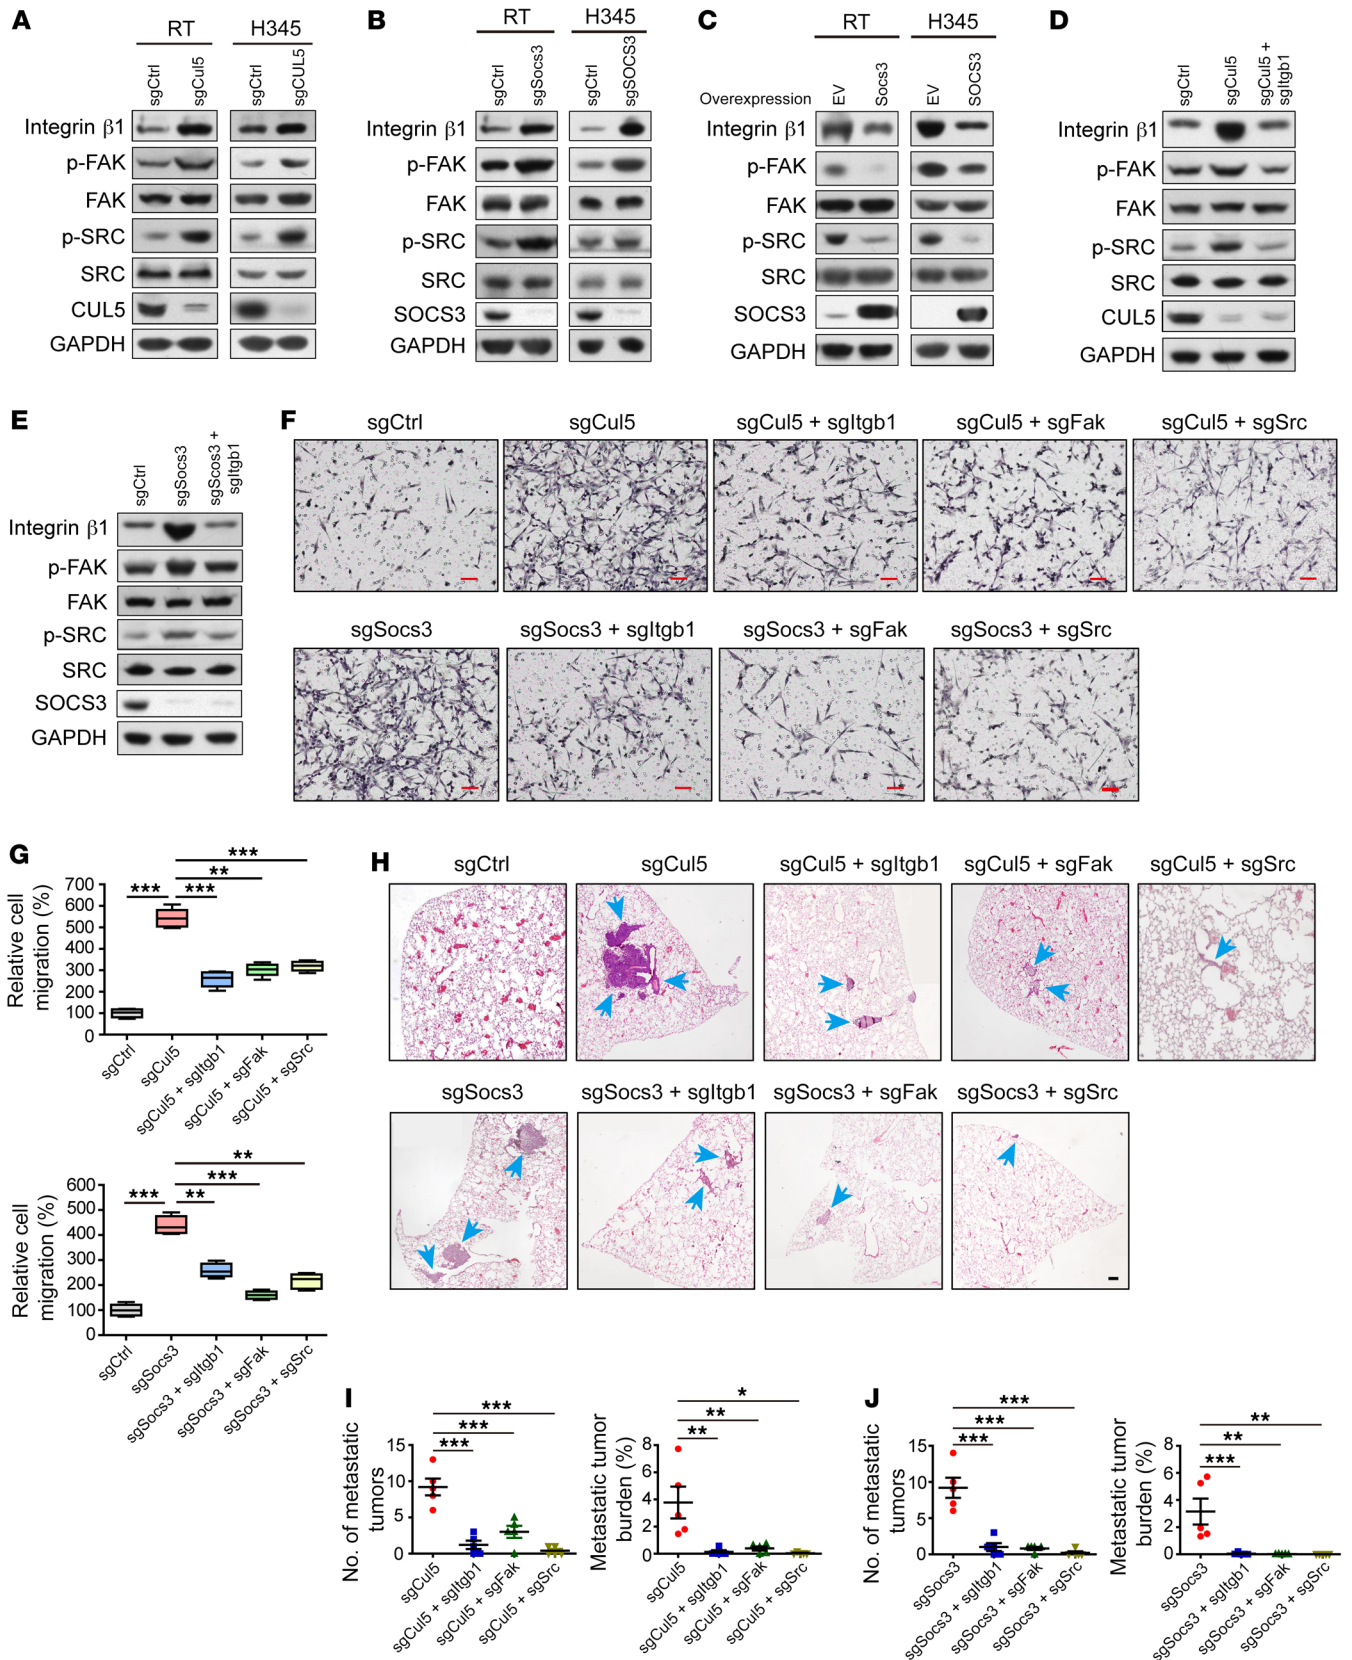 A
RT H345
sgCtrl sgCul5 sgCtrl sgCUL5
Integrin β1
p-FAK
FAK
p-SRC
SRC
CUL5
GAPDH
B
RT H345
sgCtrl sgSocs3 sgCtrl sgSOCS3
Integrin β1
p-FAK
FAK
p-SRC
SRC
SOCS3
GAPDH
C
RT H345
Overexpression EV Socs3 EV SOCS3
Integrin β1
p-FAK
FAK
p-SRC
SRC
SOCS3
GAPDH
D
sgCtrl sgCul5 sgCul5 + sgItgb1
Integrin β1
p-FAK
FAK
p-SRC
SRC
CUL5
GAPDH
E
sgCtrl sgSocs3 sgScos3 + sgItgb1
Integrin β1
p-FAK
FAK
p-SRC
SRC
SOCS3
GAPDH
F
sgCtrl sgCul5 sgCul5 + sgItgb1 sgCul5 + sgFak sgCul5 + sgSrc
sgSocs3 sgSocs3 + sgItgb1 sgSocs3 + sgFak sgSocs3 + sgSrc
G
***
**
*** ***
Relative cell
migration (%)
700
600
500
400
300
200
100
0
sgCtrl
sgCul5
sgCul5 + sgItgb1
sgCul5 + sgFak
sgCul5 + sgSrc
**
***
*** **
Relative cell
migration (%)
600
500
400
300
200
100
0
sgCtrl
sgSocs3
sgSocs3 + sgItgb1
sgSocs3 + sgFak
sgSocs3 + sgSrc
H
sgCtrl sgCul5 sgCul5 + sgItgb1 sgCul5 + sgFak sgCul5 + sgSrc
sgSocs3 sgSocs3 + sgItgb1 sgSocs3 + sgFak sgSocs3 + sgSrc
I
***
***
***
No. of metastatic
tumors
15
10
5
0
sgCul5
sgCul5 + sgItgb1
sgCul5 + sgFak
sgCul5 + sgSrc
*
**
**
Metastatic tumor
burden (%)
8
6
4
2
0
sgCul5
sgCul5 + sgItgb1
sgCul5 + sgFak
sgCul5 + sgSrc
J
***
***
***
No. of metastatic
tumors
15
10
5
0
sgSocs3
sgSocs3 + sgItgb1
sgSocs3 + sgFak
sgSocs3 + sgSrc
**
**
***
Metastatic tumor
burden (%)
8
6
4
2
0
sgSocs3
sgSocs3 + sgItgb1
sgSocs3 + sgFak
sgSocs3 + sgSrc